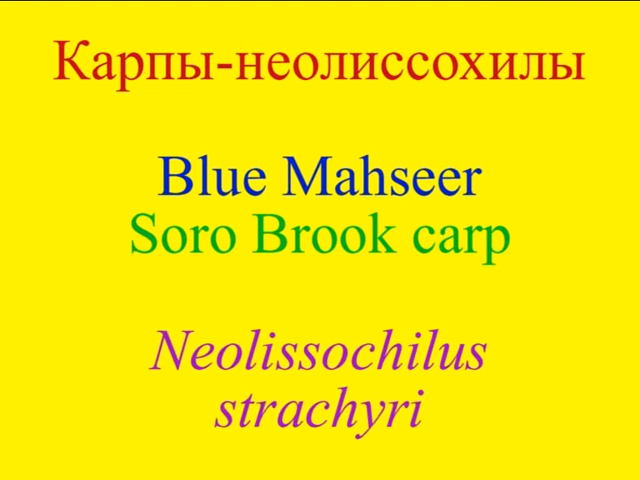 Карпы-неолиссохилы
Blue Mahseer
Soro Brook carp
Neolissochilus
strachyri